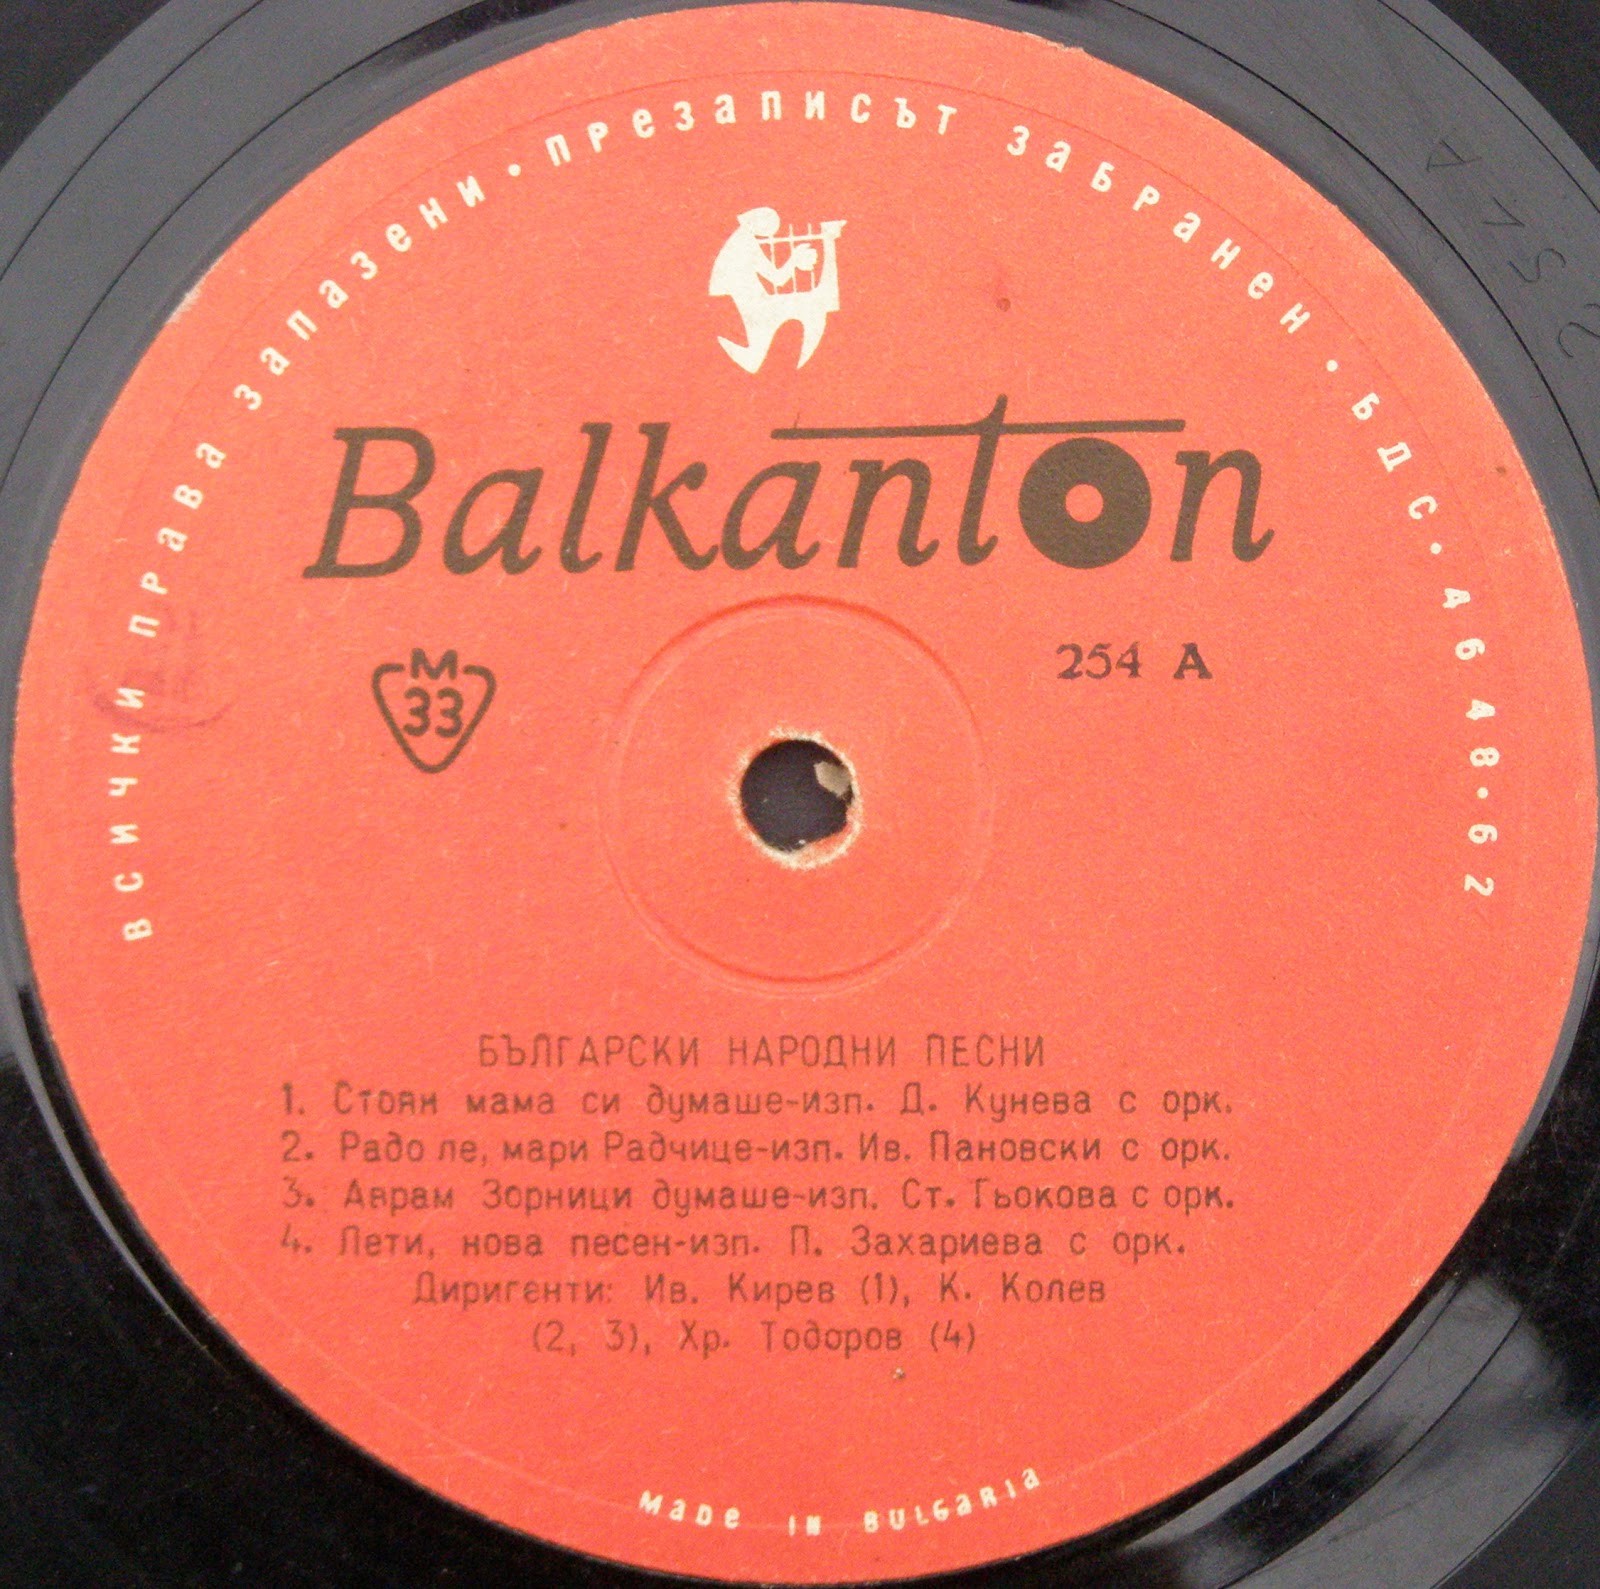 ВСИЧКИ ПРАВА ЗАПАЗЕНИ · ПРЕЗАПИСЪТ ЗАБРАНЕН · БДС · 4648 · 62
Balkanton
М
33
254 А
БЪЛГАРСКИ НАРОДНИ ПЕСНИ
1. Стоян мама си думаше-изп. Д. Кунева с орк.
2. Радо ле, мари Радчице-изп. Ив. Пановски с орк.
3. Аврам Зорници думаше-изп. Ст. Гьокова с орк.
4. Лети, нова песен-изп. П. Захариева с орк.
Диригенти: Ив. Кирев (1), К. Колев
(2, 3), Хр. Тодоров (4)
MADE IN BULGARIA